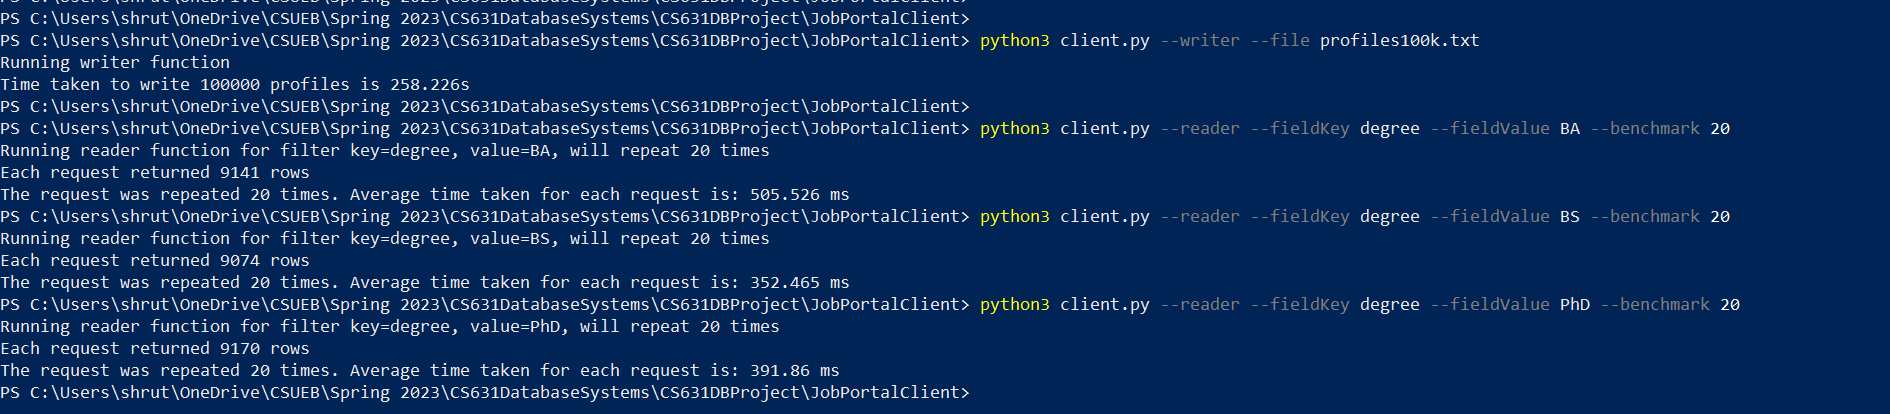 PS C:\Users\shrut\OneDrive\CSUEB\Spring 2023\CS631DatabaseSystems\CS631DBProject\JobPortalClient>
PS C:\Users\shrut\OneDrive\CSUEB\Spring 2023\CS631DatabaseSystems\CS631DBProject\JobPortalClient>
PS C:\Users\shrut\OneDrive\CSUEB\Spring 2023\CS631DatabaseSystems\CS631DBProject\JobPortalClient> python3 client.py --writer --file profiles100k.txt
Running writer function
Time taken to write 100000 profiles is 258.226s
PS C:\Users\shrut\OneDrive\CSUEB\Spring 2023\CS631DatabaseSystems\CS631DBProject\JobPortalClient>
PS C:\Users\shrut\OneDrive\CSUEB\Spring 2023\CS631DatabaseSystems\CS631DBProject\JobPortalClient> python3 client.py --reader --fieldKey degree --fieldValue BA --benchmark 20
Running reader function for filter key=degree, value=BA, will repeat 20 times
Each request returned 9141 rows
The request was repeated 20 times. Average time taken for each request is: 505.526 ms
PS C:\Users\shrut\OneDrive\CSUEB\Spring 2023\CS631DatabaseSystems\CS631DBProject\JobPortalClient> python3 client.py --reader --fieldKey degree --fieldValue BS --benchmark 20
Running reader function for filter key=degree, value=BS, will repeat 20 times
Each request returned 9074 rows
The request was repeated 20 times. Average time taken for each request is: 352.465 ms
PS C:\Users\shrut\OneDrive\CSUEB\Spring 2023\CS631DatabaseSystems\CS631DBProject\JobPortalClient> python3 client.py --reader --fieldKey degree --fieldValue PhD --benchmark 20
Running reader function for filter key=degree, value=PhD, will repeat 20 times
Each request returned 9170 rows
The request was repeated 20 times. Average time taken for each request is: 391.86 ms
PS C:\Users\shrut\OneDrive\CSUEB\Spring 2023\CS631DatabaseSystems\CS631DBProject\JobPortalClient>